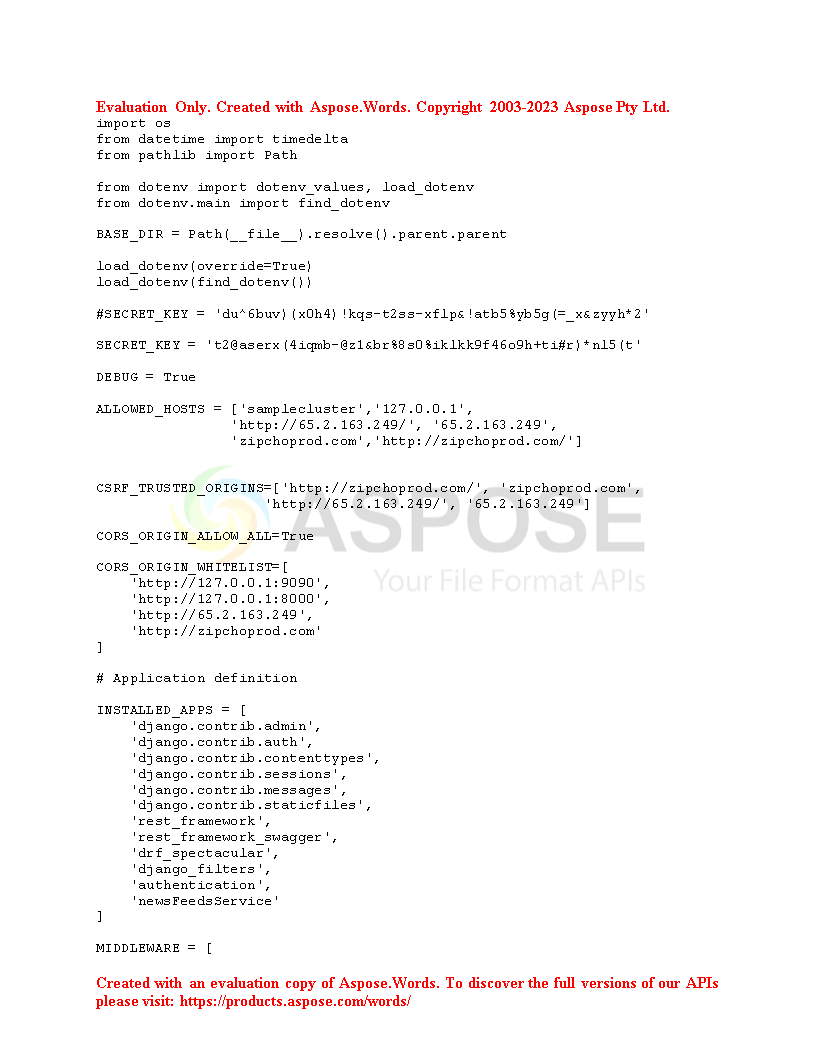 Evaluation Only. Created with Aspose.Words. Copyright 2003-2023 Aspose Pty Ltd.
import os
from datetime import timedelta
from pathlib import Path
from dotenv import dotenv_values, load_dotenv
from dotenv.main import find_dotenv
BASE_DIR = Path(__file__).resolve().parent.parent
load_dotenv(override=True)
load_dotenv(find_dotenv())
#SECRET_KEY = 'du^6buv)(x0h4)!kqs-t2ss-xflp&!atb5%yb5g(=_x&zyyh*2'
SECRET_KEY = 't2@aserx(4iqmb-@z1&br%8s0%iklkk9f46o9h+ti#r)*nl5(t'
DEBUG = True
ALLOWED_HOSTS = ['samplecluster','127.0.0.1',
                'http://65.2.163.249/', '65.2.163.249',
                'zipchoprod.com','http://zipchoprod.com/']
CSRF_TRUSTED_ORIGINS=['http://zipchoprod.com/', 'zipchoprod.com',
                    'http://65.2.163.249/', '65.2.163.249']
ASPOSE
CORS_ORIGIN_ALLOW_ALL=True
CORS_ORIGIN_WHITELIST=[
Your File Format APIs
    'http://127.0.0.1:9090',
    'http://127.0.0.1:8000',
    'http://65.2.163.249',
    'http://zipchoprod.com'
]
# Application definition
INSTALLED_APPS = [
    'django.contrib.admin',
    'django.contrib.auth',
    'django.contrib.contenttypes',
    'django.contrib.sessions',
    'django.contrib.messages',
    'django.contrib.staticfiles',
    'rest_framework',
    'rest_framework_swagger',
    'drf_spectacular',
    'django_filters',
    'authentication',
    'newsFeedsService'
]
MIDDLEWARE = [
Created with an evaluation copy of Aspose.Words. To discover the full versions of our APIs
please visit: https://products.aspose.com/words/